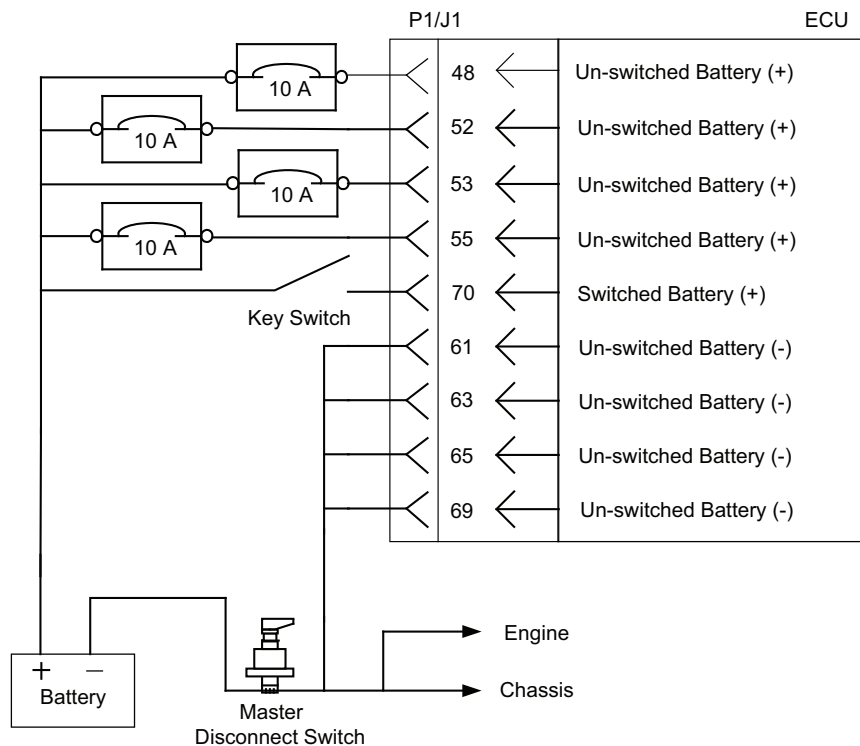 P1/J1 ECU
10 A 48 Un-switched Battery (+)
10 A 52 Un-switched Battery (+)
10 A 53 Un-switched Battery (+)
10 A 55 Un-switched Battery (+)
70 Switched Battery (+)
Key Switch
61 Un-switched Battery (-)
63 Un-switched Battery (-)
65 Un-switched Battery (-)
69 Un-switched Battery (-)
Engine
+ –
Battery
Chassis
Master
Disconnect Switch